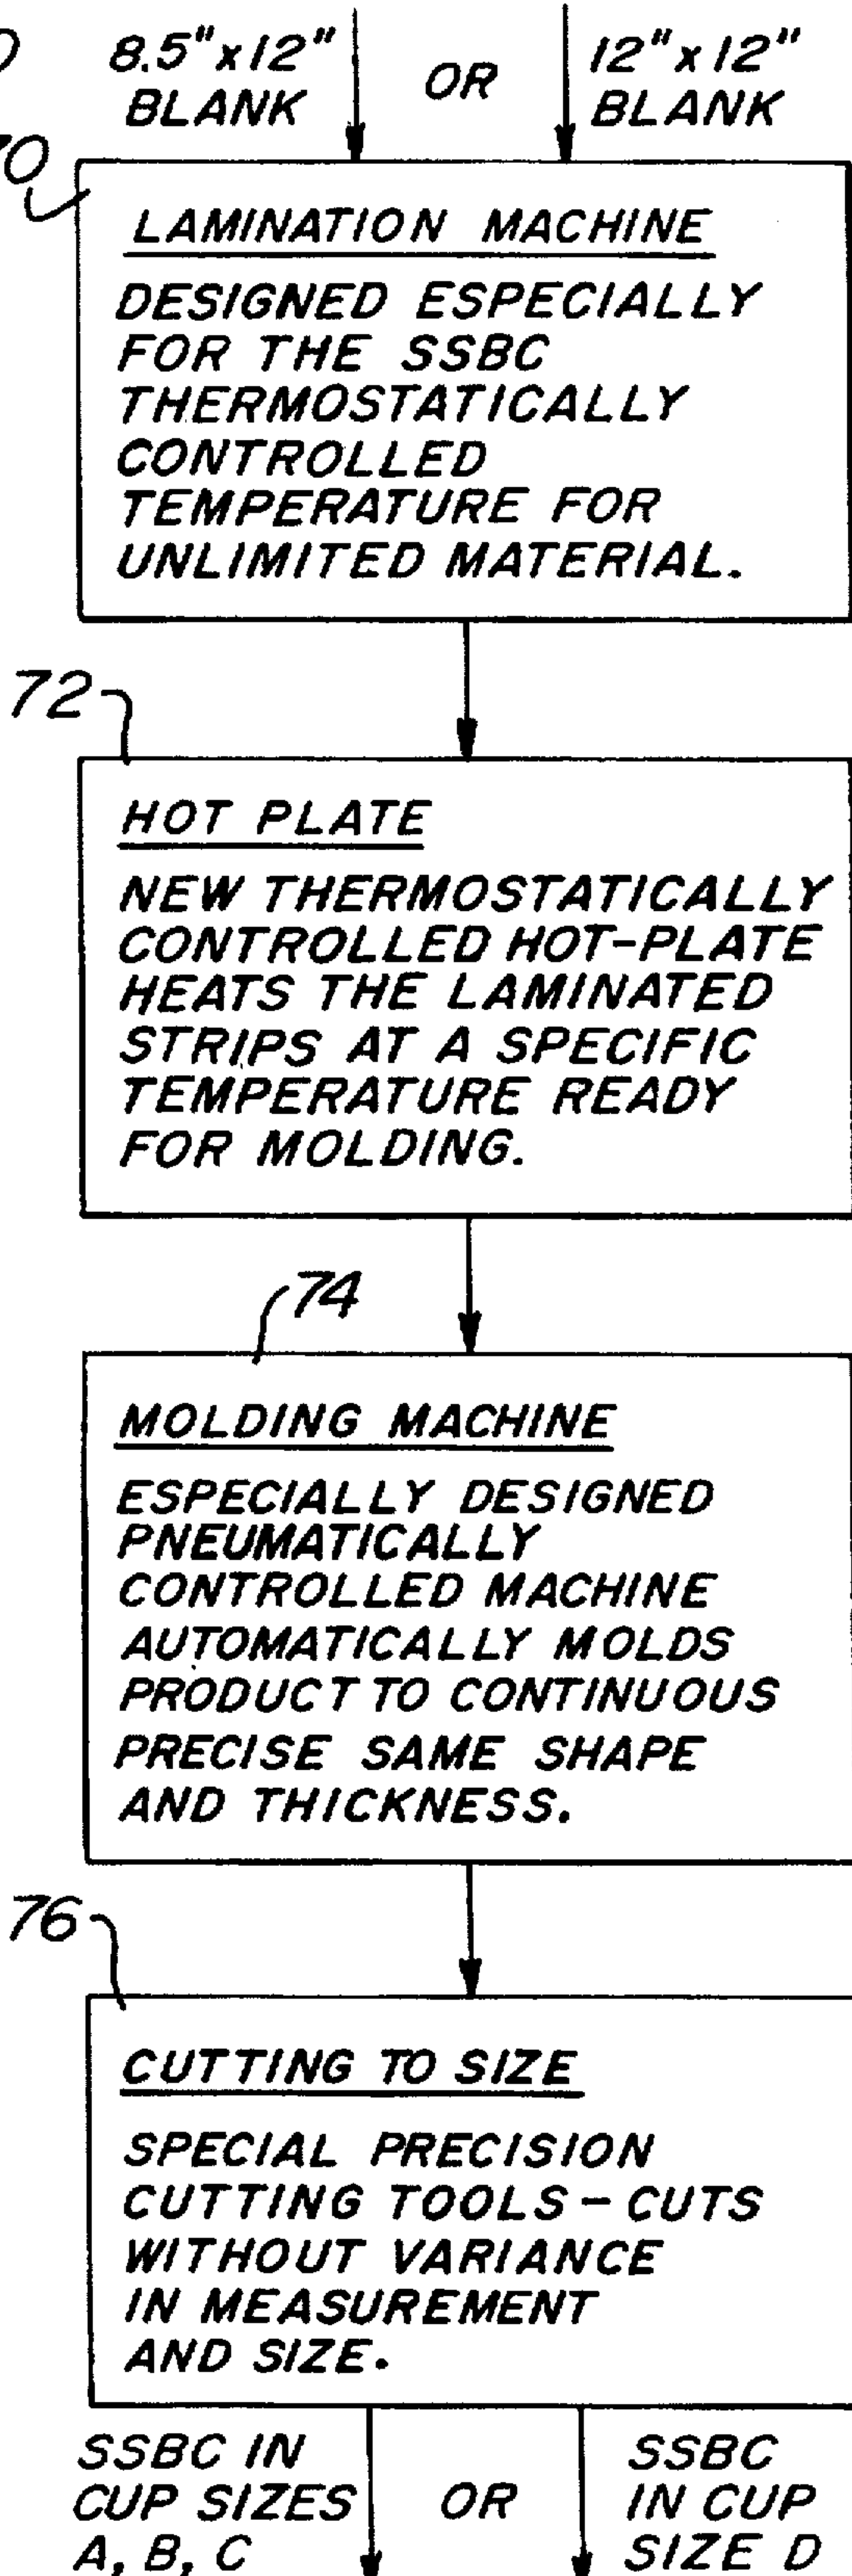 8.5"x12" OR 12"x12"
BLANK BLANK
70
LAMINATION MACHINE
DESIGNED ESPECIALLY
FOR THE SSBC
THERMOSTATICALLY
CONTROLLED
TEMPERATURE FOR
UNLIMITED MATERIAL.
72
HOT PLATE
NEW THERMOSTATICALLY
CONTROLLED HOT-PLATE
HEATS THE LAMINATED
STRIPS AT A SPECIFIC
TEMPERATURE READY
FOR MOLDING.
74
MOLDING MACHINE
ESPECIALLY DESIGNED
PNEUMATICALLY
CONTROLLED MACHINE
AUTOMATICALLY MOLDS
PRODUCT TO CONTINUOUS
PRECISE SAME SHAPE
AND THICKNESS.
76
CUTTING TO SIZE
SPECIAL PRECISION
CUTTING TOOLS - CUTS
WITHOUT VARIANCE
IN MEASUREMENT
AND SIZE.
SSBC IN SSBC
CUP SIZES OR IN CUP
A, B, C SIZE D